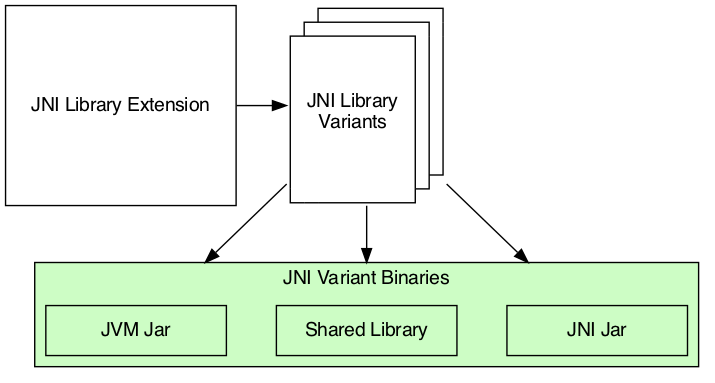 JNI Library Extension
JNI Library
Variants
JNI Variant Binaries
JVM Jar
Shared Library
JNI Jar